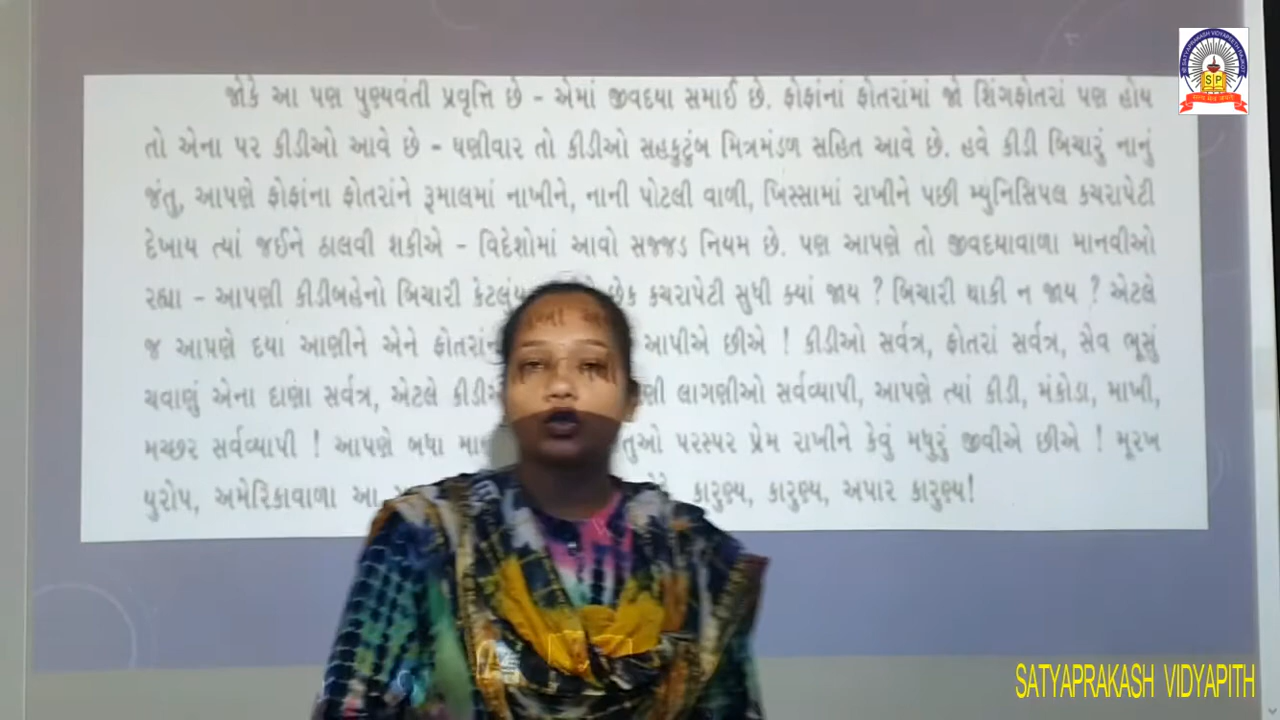 જોકે આ પણ પુણ્યવંતી પ્રવૃત્તિ છે - એમાં જીવદયા સમાઈ છે. ફોફાંનાં ફોતરાંમાં જો શિંગફોતરાં પણ હોય
તો એના પર કીડીઓ આવે છે - ઘણીવાર તો કીડીઓ સહકુટુંબ મિત્રમંડળ સહિત આવે છે. હવે કીડી બિચારું નાનું
જંતુ, આપણે ફોફાંના ફોતરાંને રૂમાલમાં નાખીને, નાની પોટલી વાળી, ખિસ્સામાં રાખીને પછી મ્યુનિસિપલ કચરાપેટી
દેખાય ત્યાં જઈને ઠાલવી શકીએ - વિદેશોમાં આવો સજ્જડ નિયમ છે. પણ આપણે તો જીવદયાવાળા માનવીઓ
રહ્યા - આપણી કીડીબહેનો બિચારી છેક કચરાપેટી સુધી ક્યાં જાય ? બિચારી થાકી ન જાય ? એટલે
જ આપણે દયા આણીને એને આપીએ છીએ ! કીડીઓ સર્વત્ર, ફોતરાં સર્વત્ર, સેવ ભૂસું
ચવાણું એના દાણા સર્વત્ર, એટલે લાગણીઓ સર્વવ્યાપી, આપણે ત્યાં કીડી, મંકોડા, માખી,
મચ્છર સર્વવ્યાપી ! આપણે બધા પરસ્પર પ્રેમ રાખીને કેવું મધુરું જીવીએ છીએ ! મૂરખ
યુરોપ, અમેરિકાવાળા આ કારુણ્ય, કારુણ્ય, અપાર કારુણ્ય!
SATYAPRAKASH VIDYAPITH